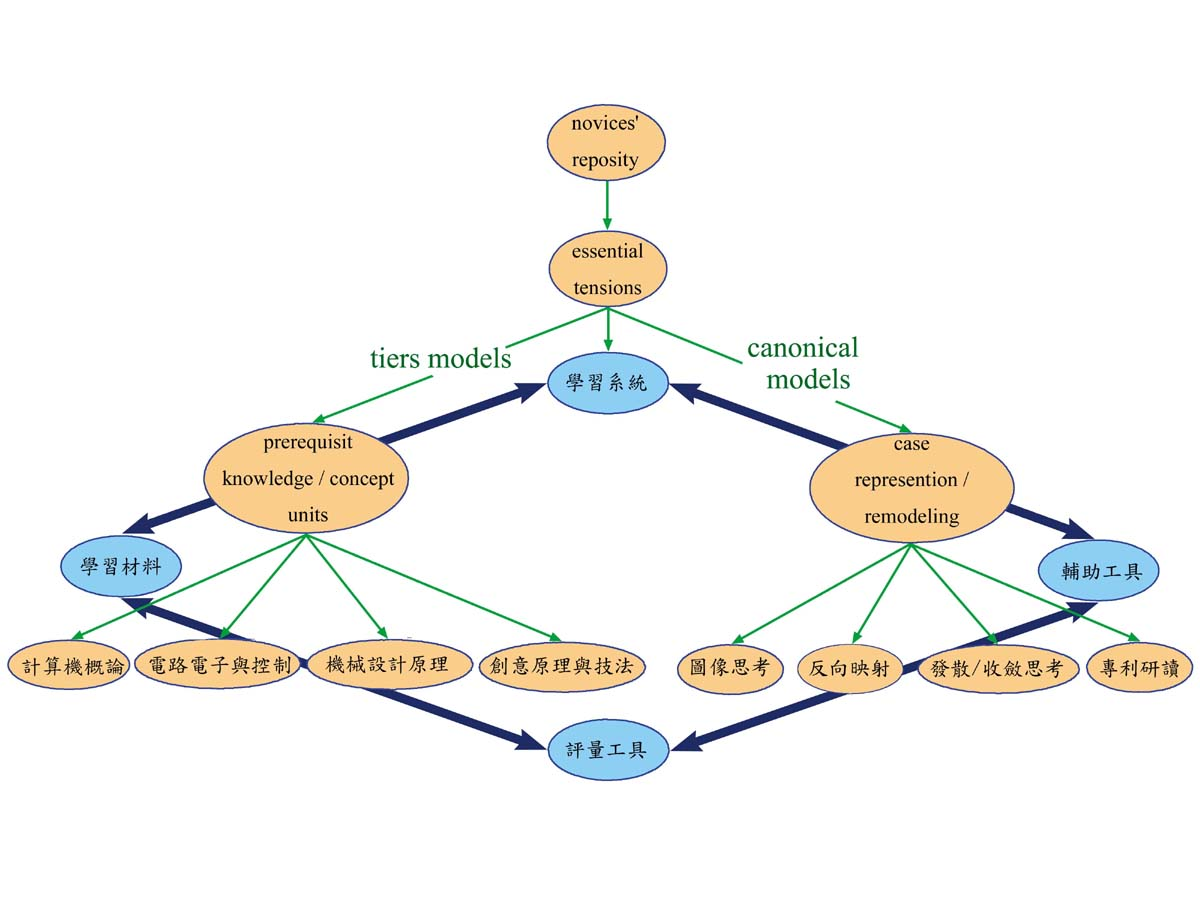 novices'
reposity
essential
tensions
tiers models
canonical
models
學習系統
prerequisit
knowledge / concept
units
case
represention /
remodeling
學習材料
輔助工具
計算機概論
電路電子與控制
機械設計原理
創意原理與技法
圖像思考
反向映射
發散/收斂思考
專利研讀
評量工具